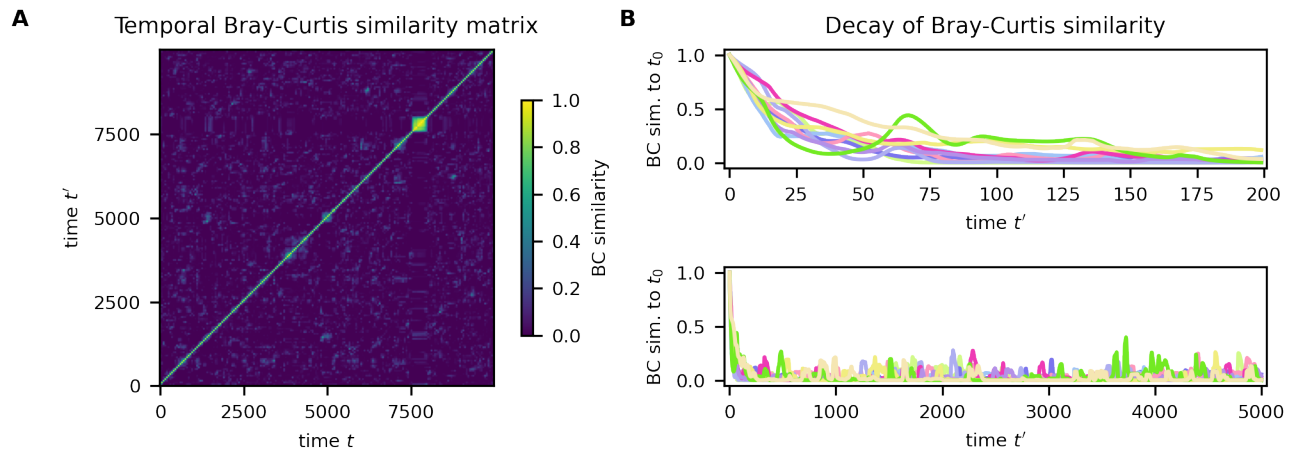 A
Temporal Bray-Curtis similarity matrix
time t′
7500
5000
2500
0
0 2500 5000 7500
time t
1.0
0.8
0.6
0.4
0.2
0.0
BC similarity
B
Decay of Bray-Curtis similarity
BC sim. to t₀
1.0
0.5
0.0
0 25 50 75 100 125 150 175 200
time t′
BC sim. to t₀
1.0
0.5
0.0
0 1000 2000 3000 4000 5000
time t′